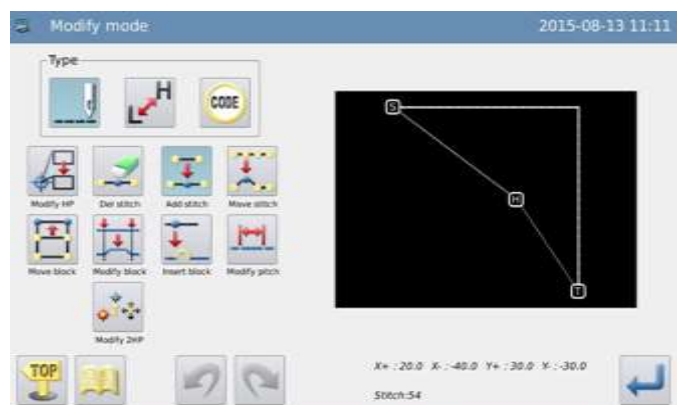 Modify mode 2015-08-13 11:11
Type
L H CODE
Modify HP Del stitch Add stitch Move stitch
Move block Modify block Insert block Modify pitch
Modify 2HP
S
H
T
TOP
X+ : 20.0 X- : -40.0 Y+ : 30.0 Y- : -30.0
Stitch:54